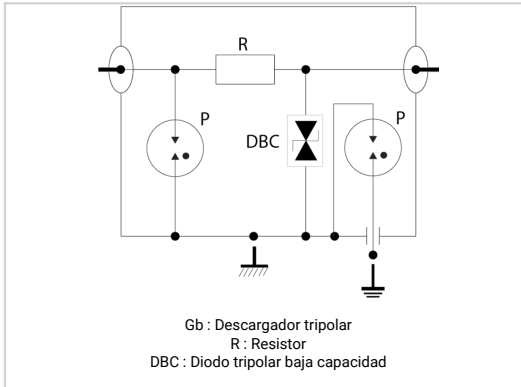 R
P
DBC
P
Gb : Descargador tripolar
R : Resistor
DBC : Diodo tripolar baja capacidad